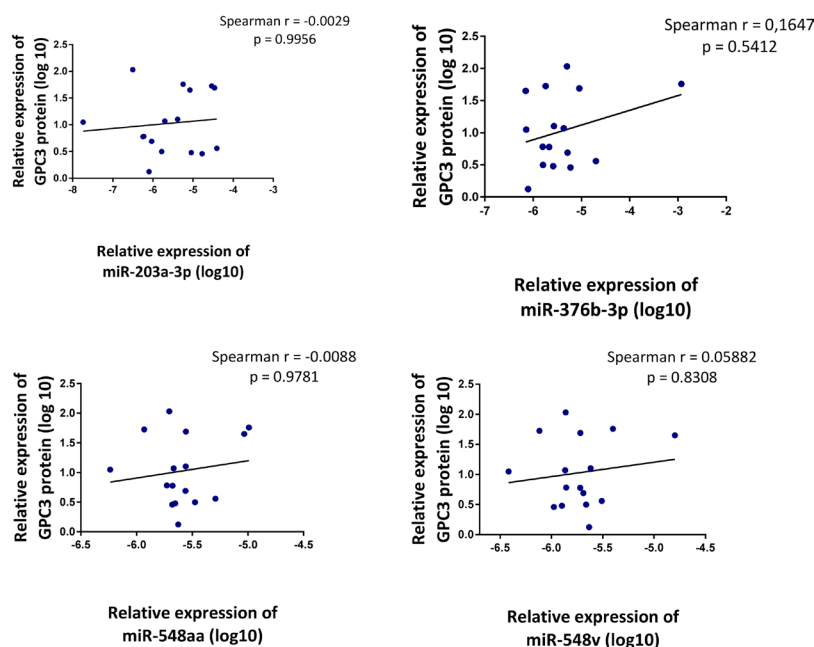 Spearman r = -0.0029
p = 0.9956
Relative expression of
GPC3 protein (log 10)
2.5
2.0
1.5
1.0
0.5
0.0
-8
-7
-6
-5
-4
-3
Relative expression of
miR-203a-3p (log10)
Spearman r = 0,1647
p = 0.5412
Relative expression of
GPC3 protein (log 10)
2.5
2.0
1.5
1.0
0.5
0.0
-7
-6
-5
-4
-3
-2
Relative expression of
miR-376b-3p (log10)
Spearman r = -0.0088
p = 0.9781
Relative expression of
GPC3 protein (log 10)
2.5
2.0
1.5
1.0
0.5
0.0
-6.5
-6.0
-5.5
-5.0
-4.5
Relative expression of
miR-548aa (log10)
Spearman r = 0.05882
p = 0.8308
Relative expression of
GPC3 protein (log 10)
2.5
2.0
1.5
1.0
0.5
0.0
-6.5
-6.0
-5.5
-5.0
-4.5
Relative expression of
miR-548v (log10)